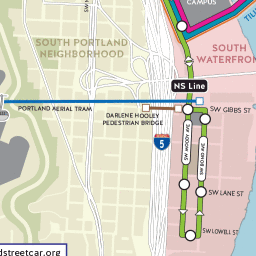 CAMPUS
SOUTH PORTLAND
NEIGHBORHOOD
SOUTH
WATERFRON
NS Line
PORTLAND AERIAL TRAM
SW GIBBS ST
DARLENE HOOLEY
PEDESTRIAN BRIDGE
5
SW MOODY AVE
SW BOND AVE
SW LANE ST
SW LOWELL ST
dstreetcar.org